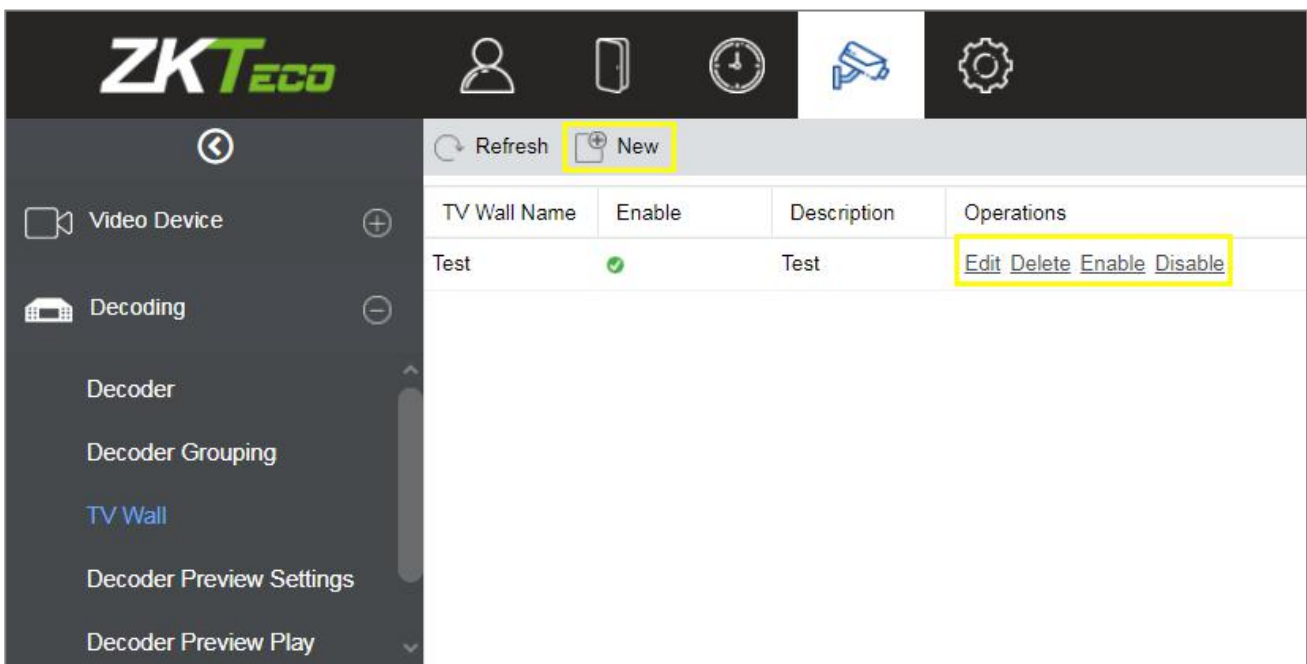 ZKTECO
Refresh New
Video Device
TV Wall Name Enable Description Operations
Test Test Edit Delete Enable Disable
Decoding
Decoder
Decoder Grouping
TV Wall
Decoder Preview Settings
Decoder Preview Play